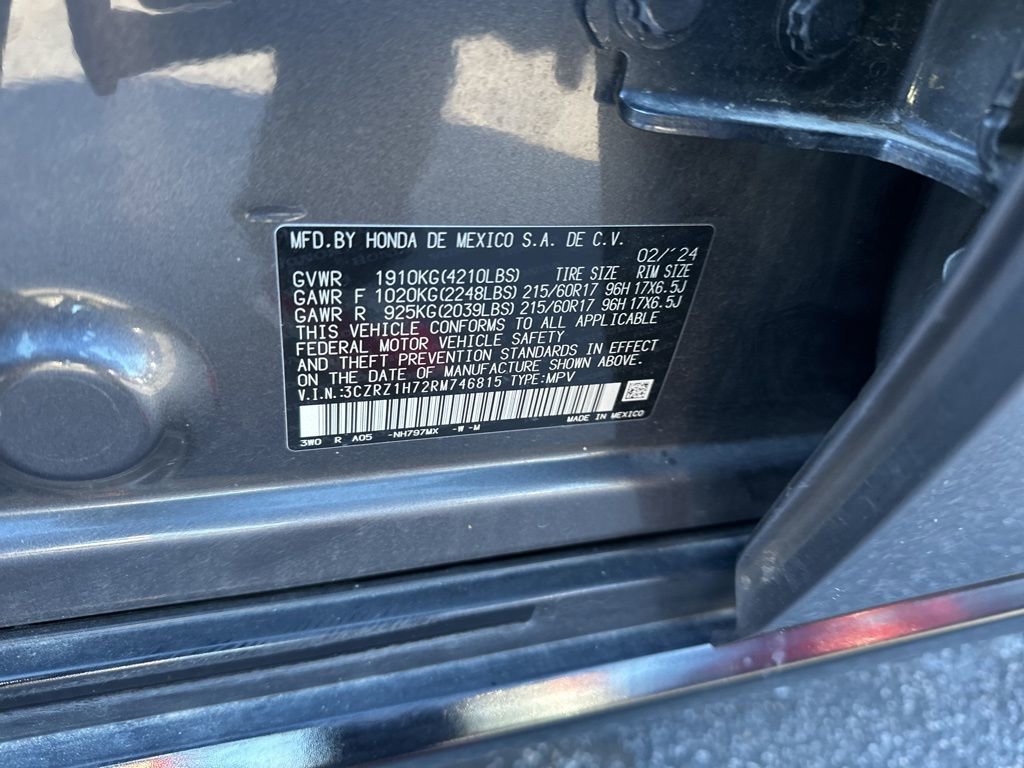 MFD.BY HONDA DE MEXICO S.A. DE C.V.
02/'24
GVWR 1910KG(4210LBS) TIRE SIZE RIM SIZE
GAWR F 1020KG(2248LBS) 215/60R17 96H 17X6.5J
GAWR R 925KG(2039LBS) 215/60R17 96H 17X6.5J
THIS VEHICLE CONFORMS TO ALL APPLICABLE
FEDERAL MOTOR VEHICLE SAFETY
AND THEFT PREVENTION STANDARDS IN EFFECT
ON THE DATE OF MANUFACTURE SHOWN ABOVE.
V.I.N.:3CZRZ1H72RM746815 TYPE:MPV
MADE IN MEXICO
3W0 R A05 -NH797MX -W -M